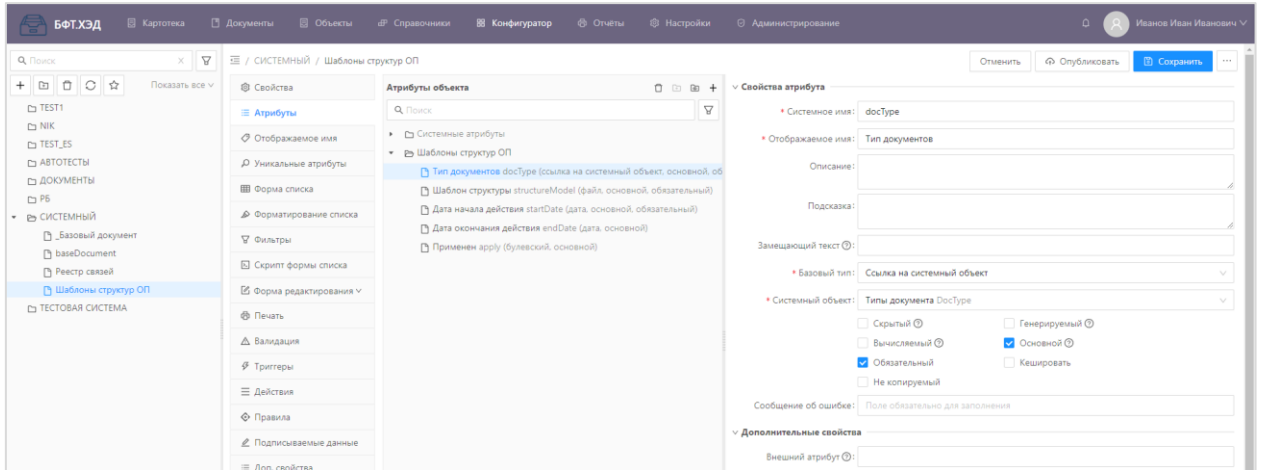 БФТ.ХЭД Картотека Документы Объекты Справочники Конфигуратор Отчёты Настройки Администрирование Иванов Иван Иванович
Поиск
Показать все
TEST1
NIK
TEST_ES
АВТОТЕСТЫ
ДОКУМЕНТЫ
РБ
СИСТЕМНЫЙ
_Базовый документ
baseDocument
Реестр связей
Шаблоны структур ОП
ТЕСТОВАЯ СИСТЕМА
/ СИСТЕМНЫЙ / Шаблоны структур ОП
Отменить Опубликовать Сохранить ...
Свойства
Атрибуты
Отображаемое имя
Уникальные атрибуты
Форма списка
Форматирование списка
Фильтры
Скрипт формы списка
Форма редактирования
Печать
Валидация
Триггеры
Действия
Правила
Подписываемые данные
Доп. свойства
Атрибуты объекта
Поиск
Системные атрибуты
Шаблоны структур ОП
Тип документов docType (ссылка на системный объект, основной, об
Шаблон структуры structureModel (файл, основной, обязательный)
Дата начала действия startDate (дата, основной, обязательный)
Дата окончания действия endDate (дата, основной)
Применен apply (булевский, основной)
Свойства атрибута
* Системное имя: docType
* Отображаемое имя: Тип документов
Описание:
Подсказка:
Замещающий текст:
* Базовый тип: Ссылка на системный объект
* Системный объект: Типы документа DocType
Скрытый Генерируемый
Вычисляемый Основной
Обязательный Кешировать
Не копируемый
Сообщение об ошибке: Поле обязательно для заполнения
Дополнительные свойства
Внешний атрибут: